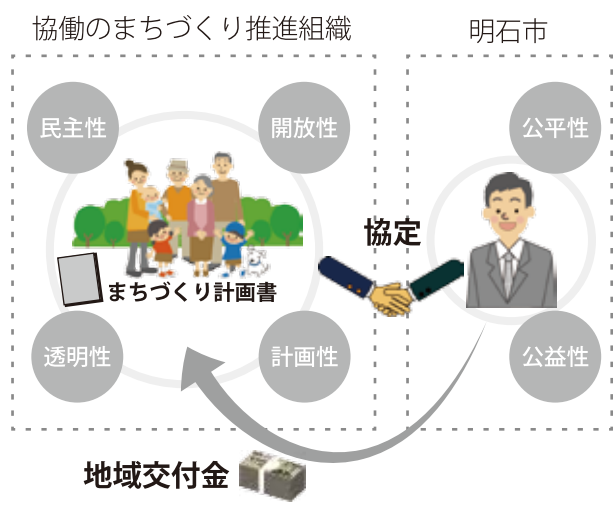 協働のまちづくり推進組織
明石市
民主性
開放性
公平性
協定
まちづくり計画書
透明性
計画性
公益性
地域交付金